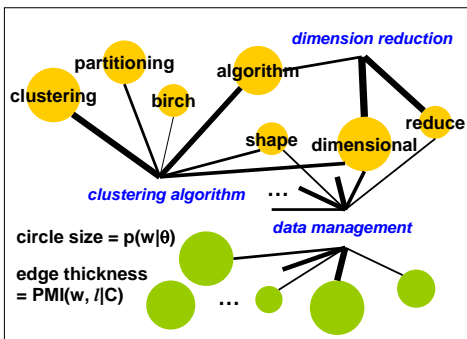 dimension reduction
partitioning
algorithm
clustering
birch
shape
reduce
dimensional
clustering algorithm
...
data management
circle size = p(w|θ)
edge thickness
= PMI(w, l|C)
...